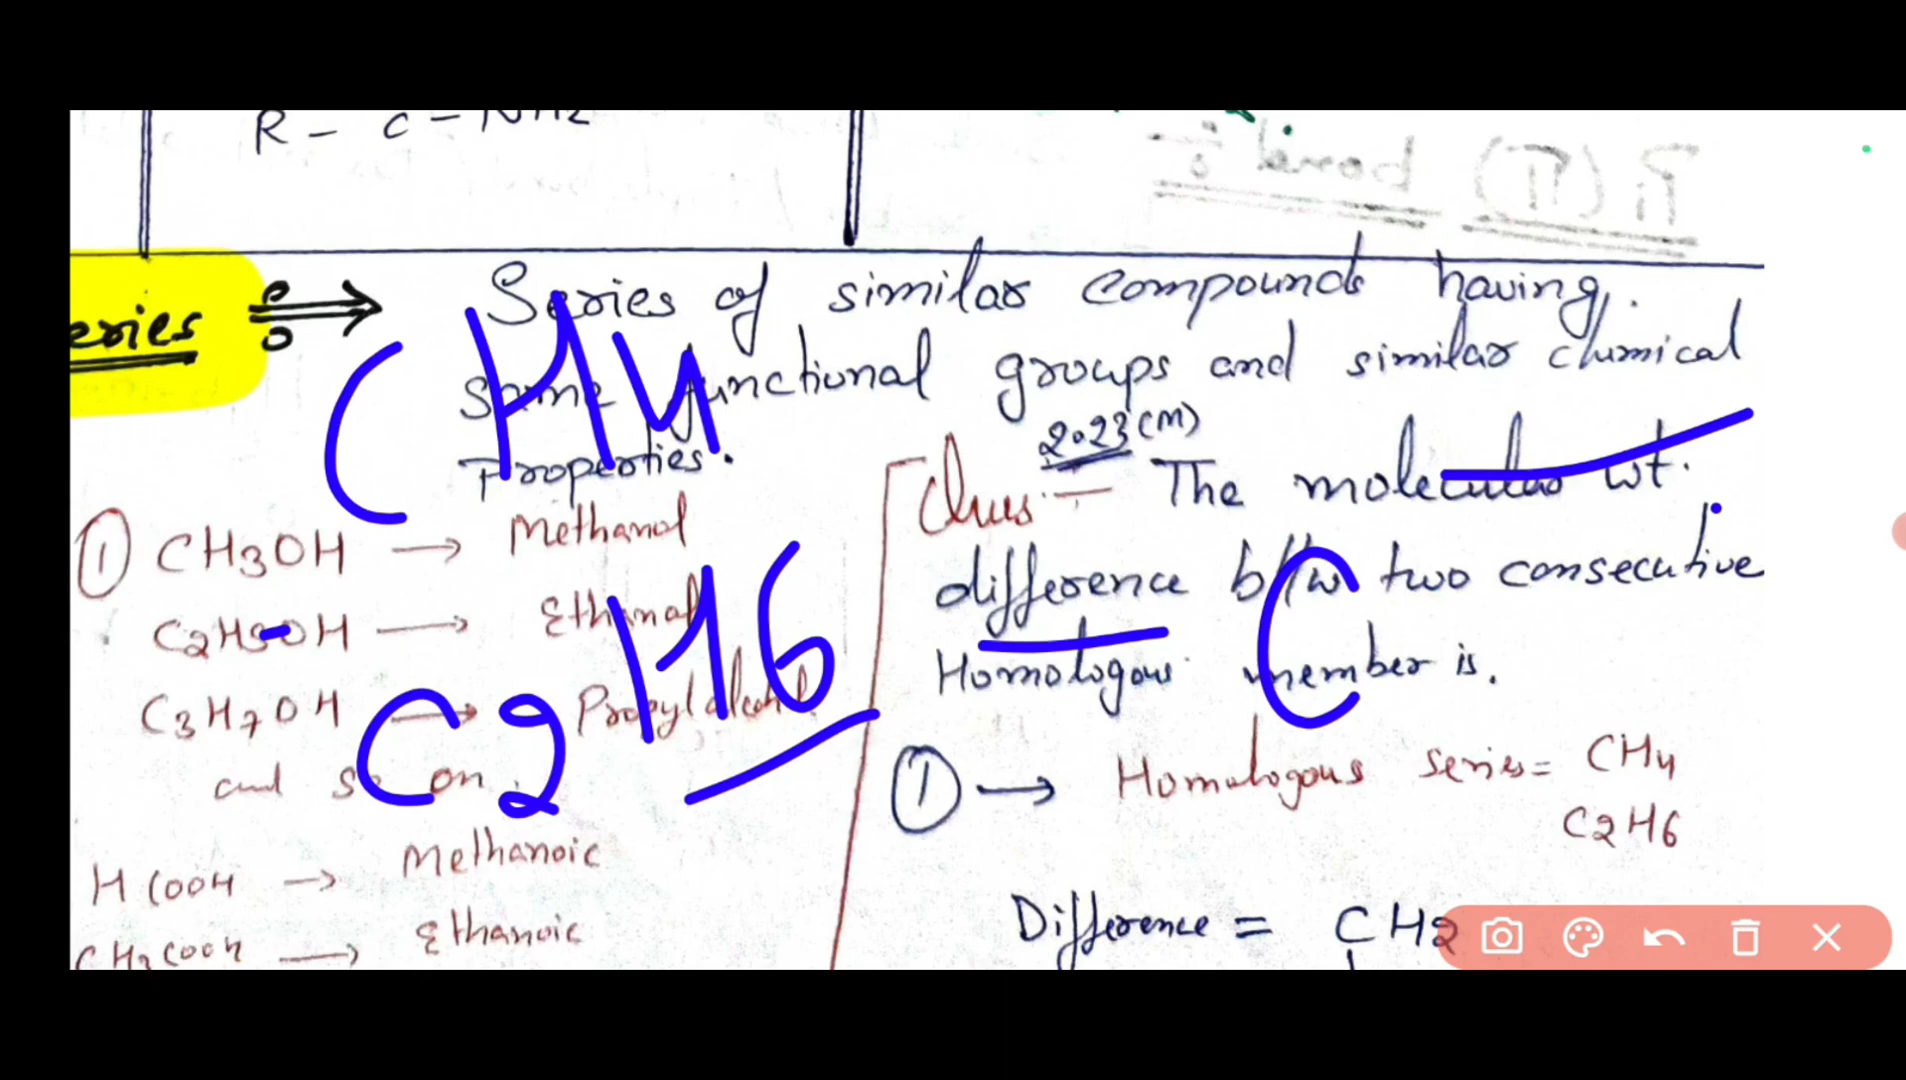 R - C - NH2
eries ⇒ Series of similar compounds having.
same functional groups and similar chemical
Properties.
① CH3OH → Methanol
C2H5OH → Ethanol
C3H7OH → Propyl alcohol.
and so on.
HCOOH → Methanoic
CH3COOH → Ethanoic
CH4
C2H6
2023 (M)
Ques:- The molecular wt.
difference b/w two consecutive
Homologous member is.
C
① → Homologous series = CH4
C2H6
Difference = CH2